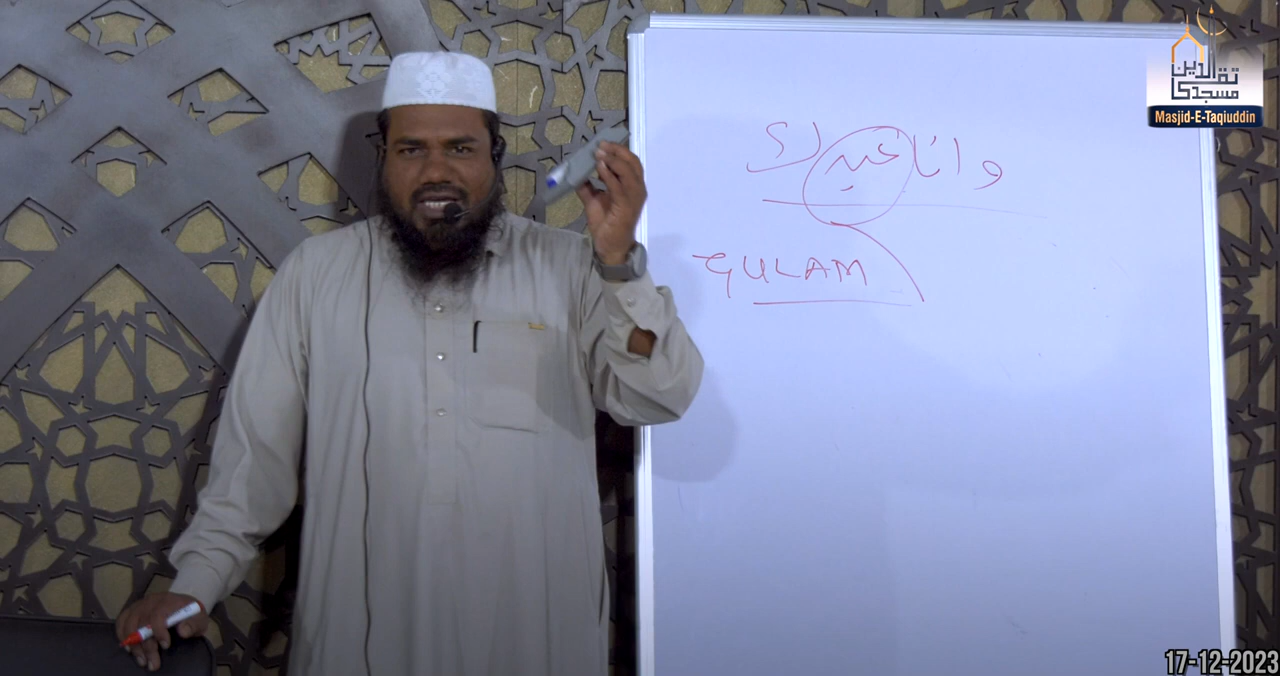 وانا عبدك
GULAM
مسجد تقی الدین
Masjid-E-Taqiuddin
17-12-2023